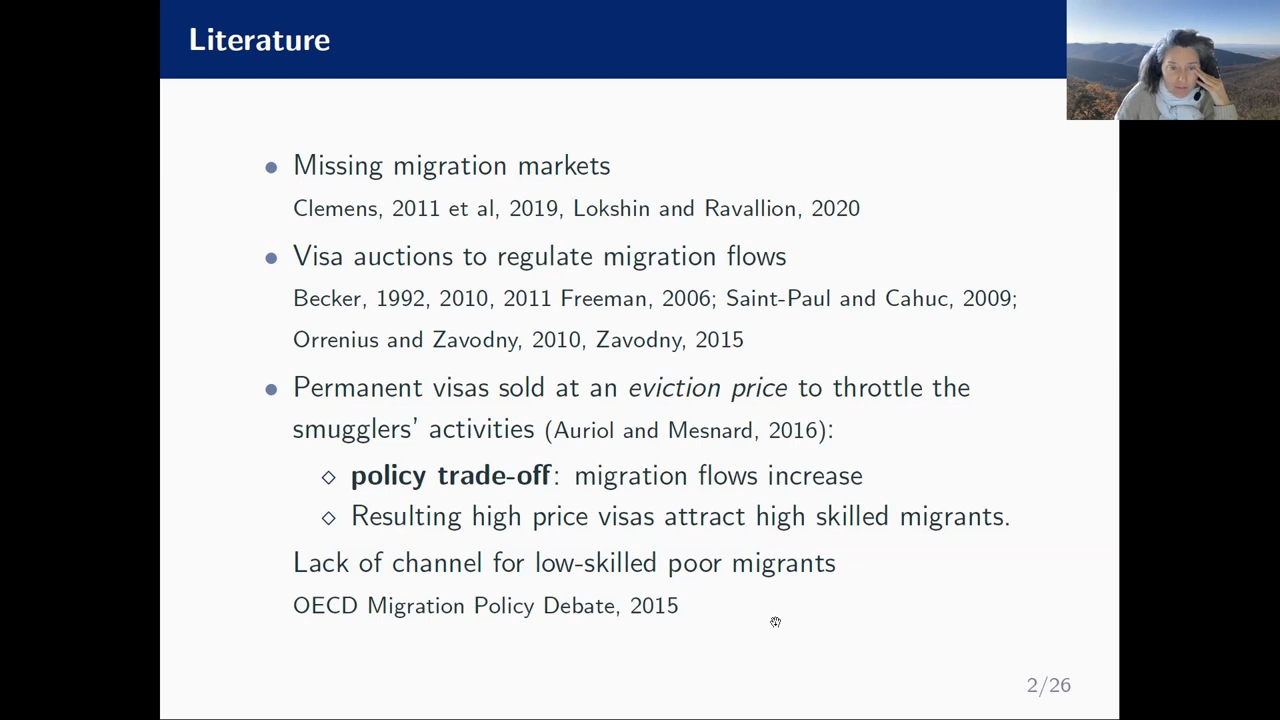 Literature
• Missing migration markets
Clemens, 2011 et al, 2019, Lokshin and Ravallion, 2020
• Visa auctions to regulate migration flows
Becker, 1992, 2010, 2011 Freeman, 2006; Saint-Paul and Cahuc, 2009;
Orrenius and Zavodny, 2010, Zavodny, 2015
• Permanent visas sold at an eviction price to throttle the
smugglers' activities (Auriol and Mesnard, 2016):
◇ policy trade-off: migration flows increase
◇ Resulting high price visas attract high skilled migrants.
Lack of channel for low-skilled poor migrants
OECD Migration Policy Debate, 2015
2/26